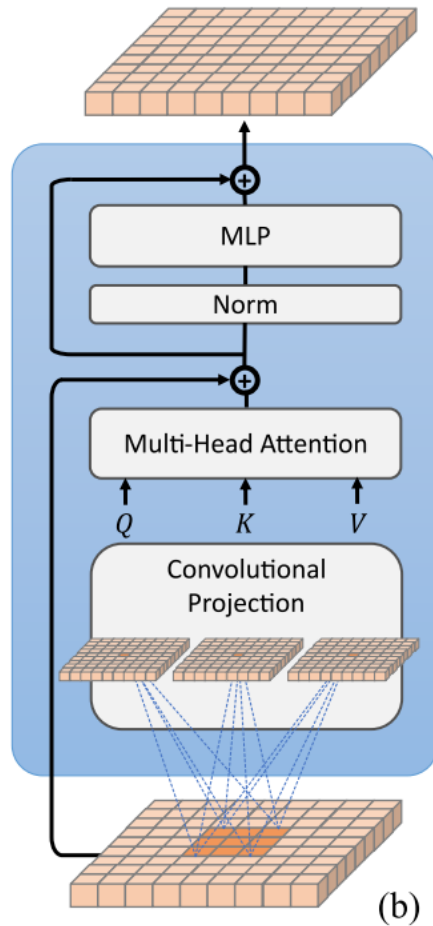 +
MLP
Norm
+
Multi-Head Attention
Q K V
Convolutional
Projection
(b)